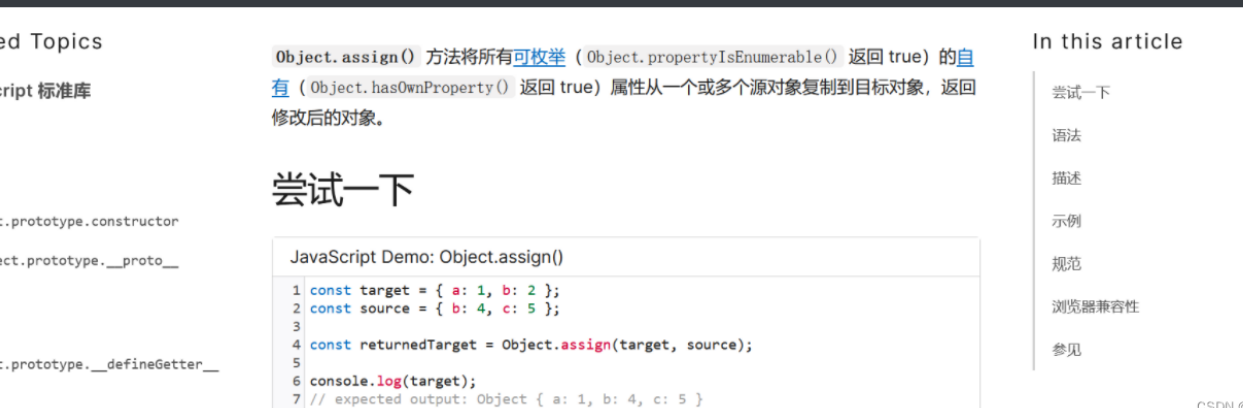 ed Topics
cript 标准库
t.prototype.constructor
ect.prototype.__proto__
t.prototype.__defineGetter__
Object.assign() 方法将所有可枚举（Object.propertyIsEnumerable() 返回 true）的自
有（Object.hasOwnProperty() 返回 true）属性从一个或多个源对象复制到目标对象，返回
修改后的对象。
尝试一下
JavaScript Demo: Object.assign()
1 const target = { a: 1, b: 2 };
2 const source = { b: 4, c: 5 };
3
4 const returnedTarget = Object.assign(target, source);
5
6 console.log(target);
7 // expected output: Object { a: 1, b: 4, c: 5 }
In this article
尝试一下
语法
描述
示例
规范
浏览器兼容性
参见
CSDN @